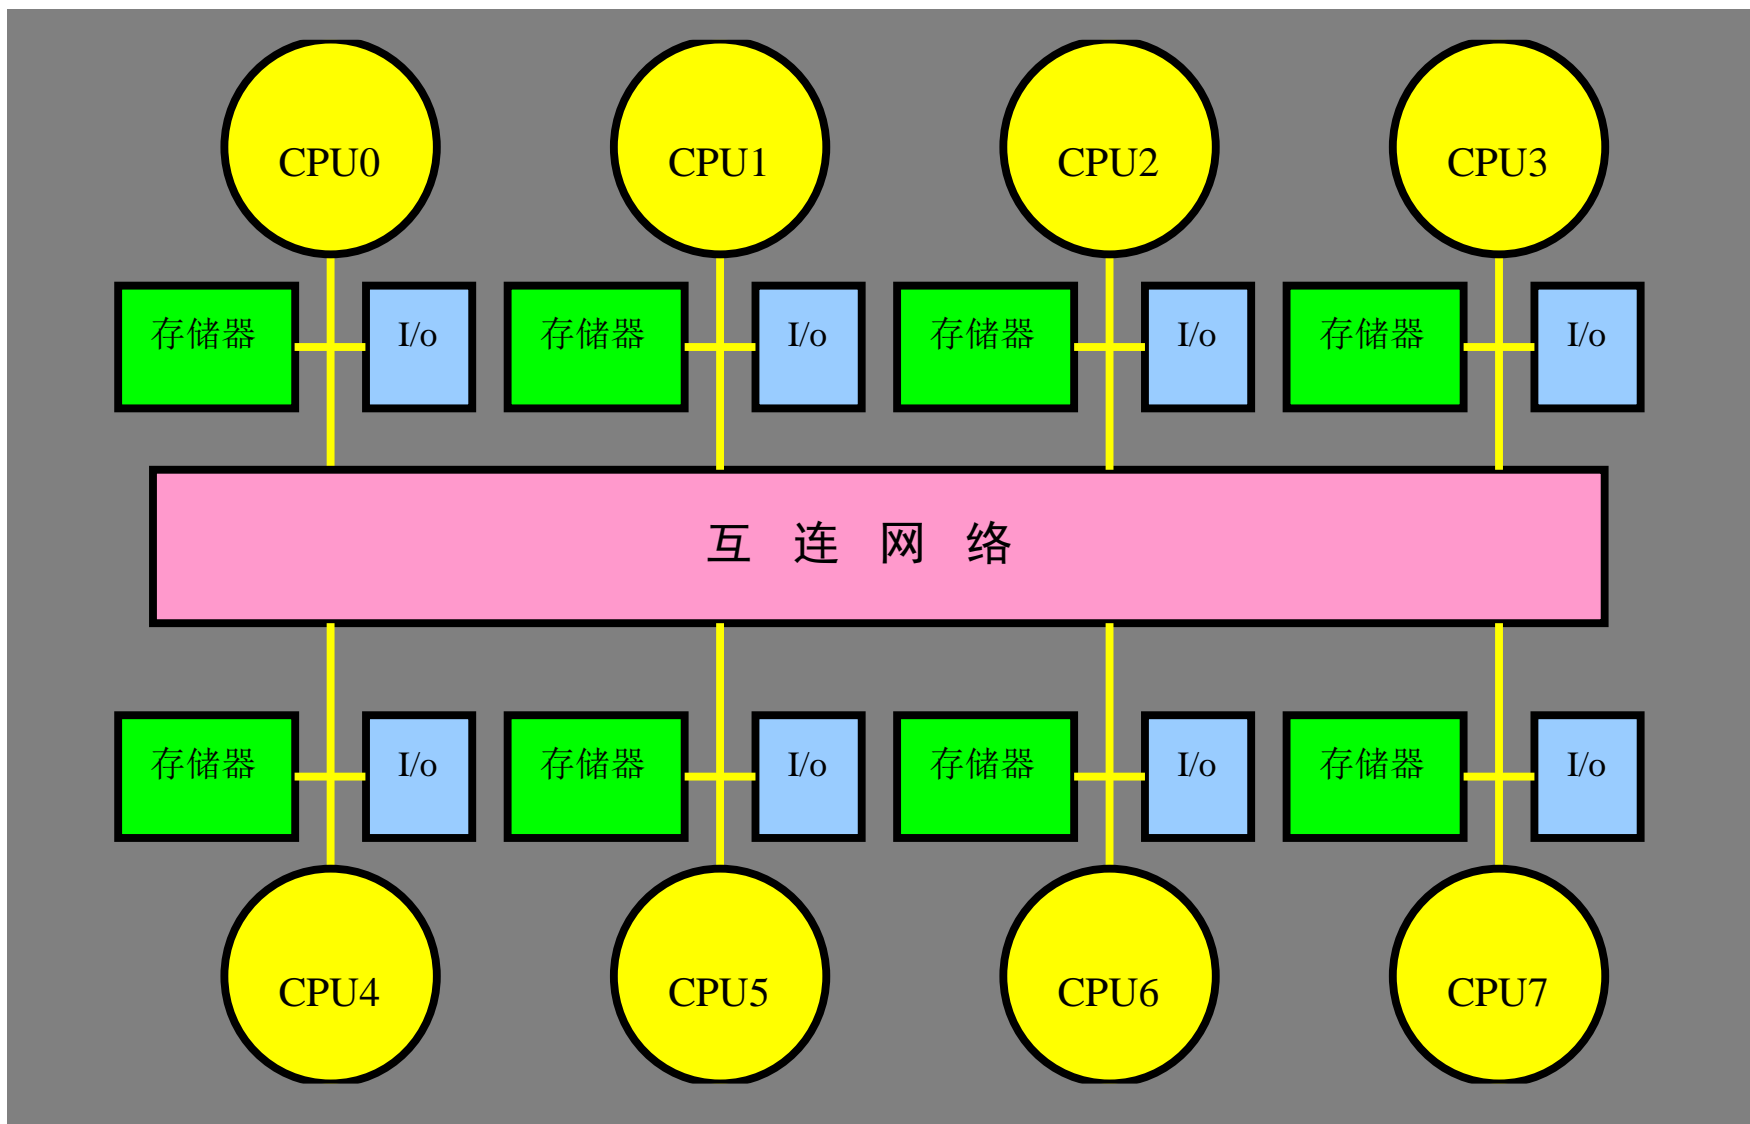 CPU0 CPU1 CPU2 CPU3
存储器 I/o 存储器 I/o 存储器 I/o 存储器 I/o
互 连 网 络
存储器 I/o 存储器 I/o 存储器 I/o 存储器 I/o
CPU4 CPU5 CPU6 CPU7